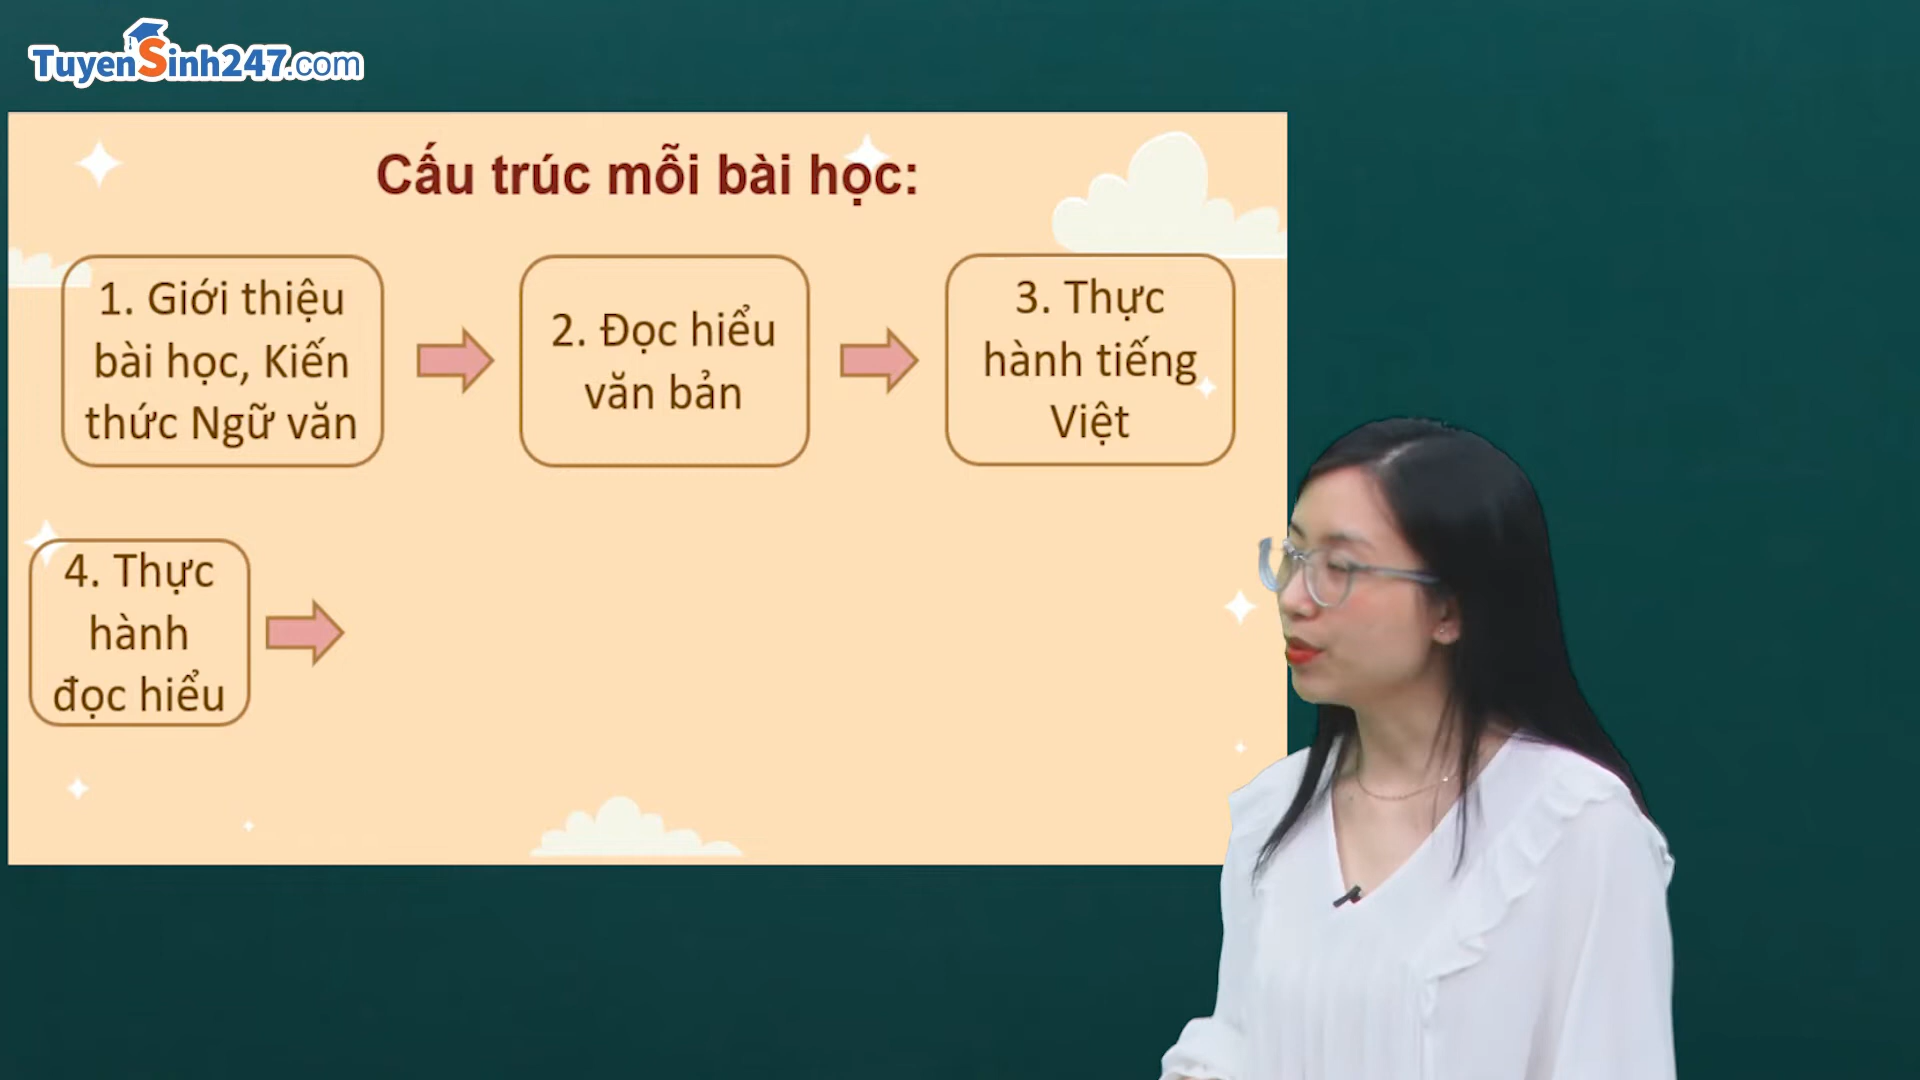 TuyenSinh247.com
Cấu trúc mỗi bài học:
1. Giới thiệu
bài học, Kiến
thức Ngữ văn
2. Đọc hiểu
văn bản
3. Thực
hành tiếng
Việt
4. Thực
hành
đọc hiểu